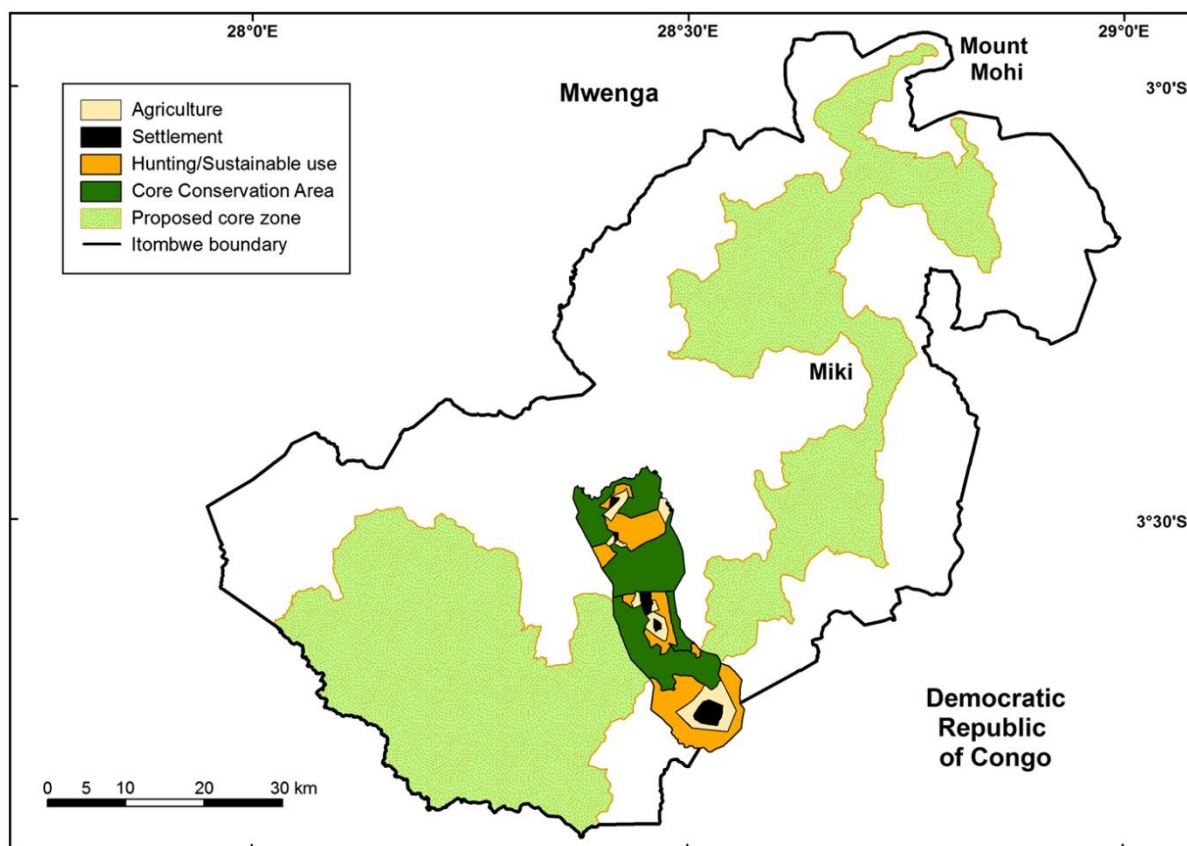 28°0'E
28°30'E
29°0'E
Mount
Mohi
Mwenga
3°0'S
Agriculture
Settlement
Hunting/Sustainable use
Core Conservation Area
Proposed core zone
Itombwe boundary
Miki
3°30'S
Democratic
Republic
of Congo
0 5 10 20 30 km